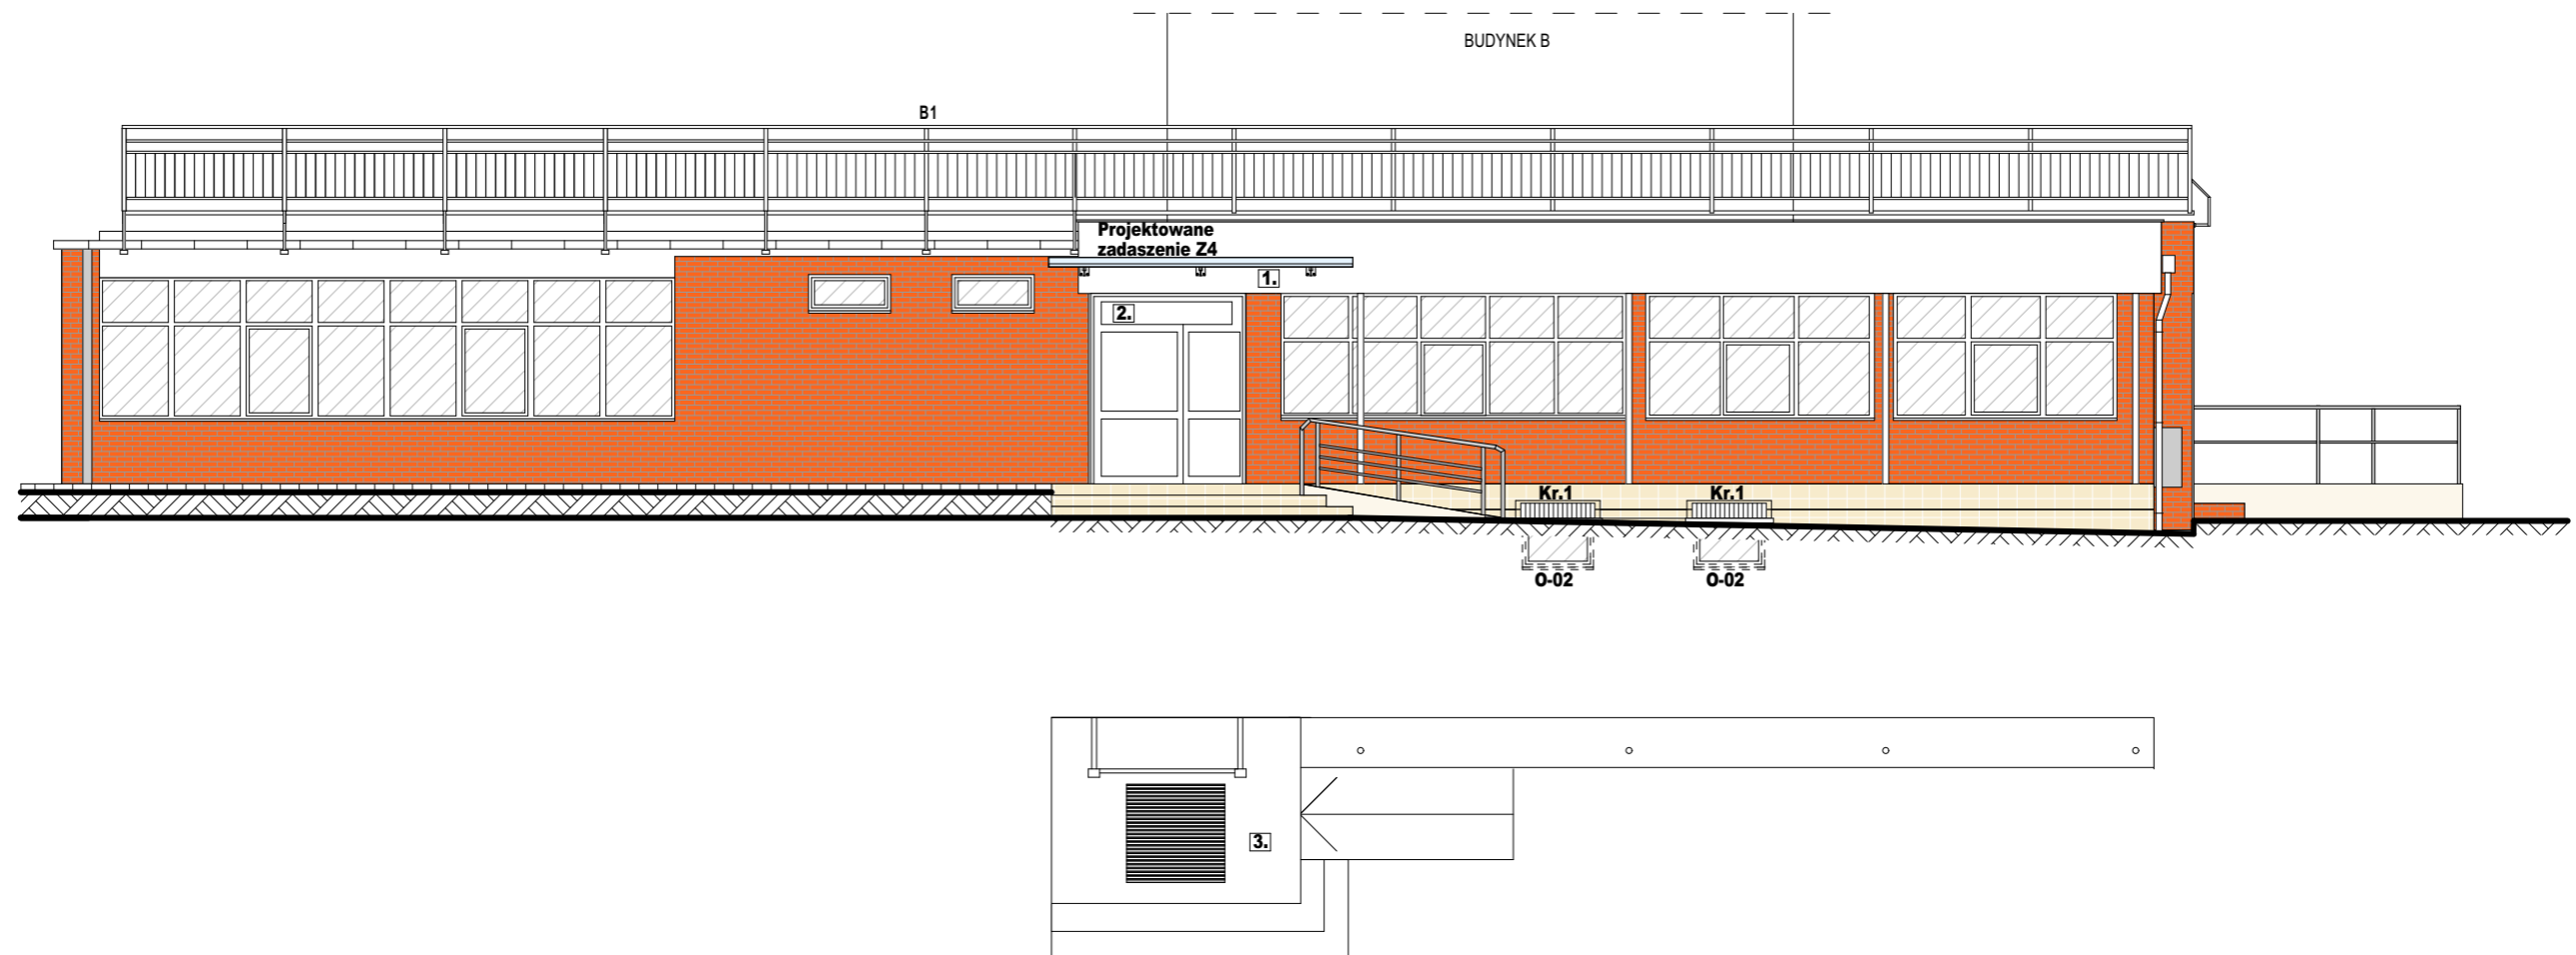 BUDYNEK B
B1
Projektowane
zadaszenie Z4
1.
2.
Kr.1
Kr.1
O-02
O-02
3.